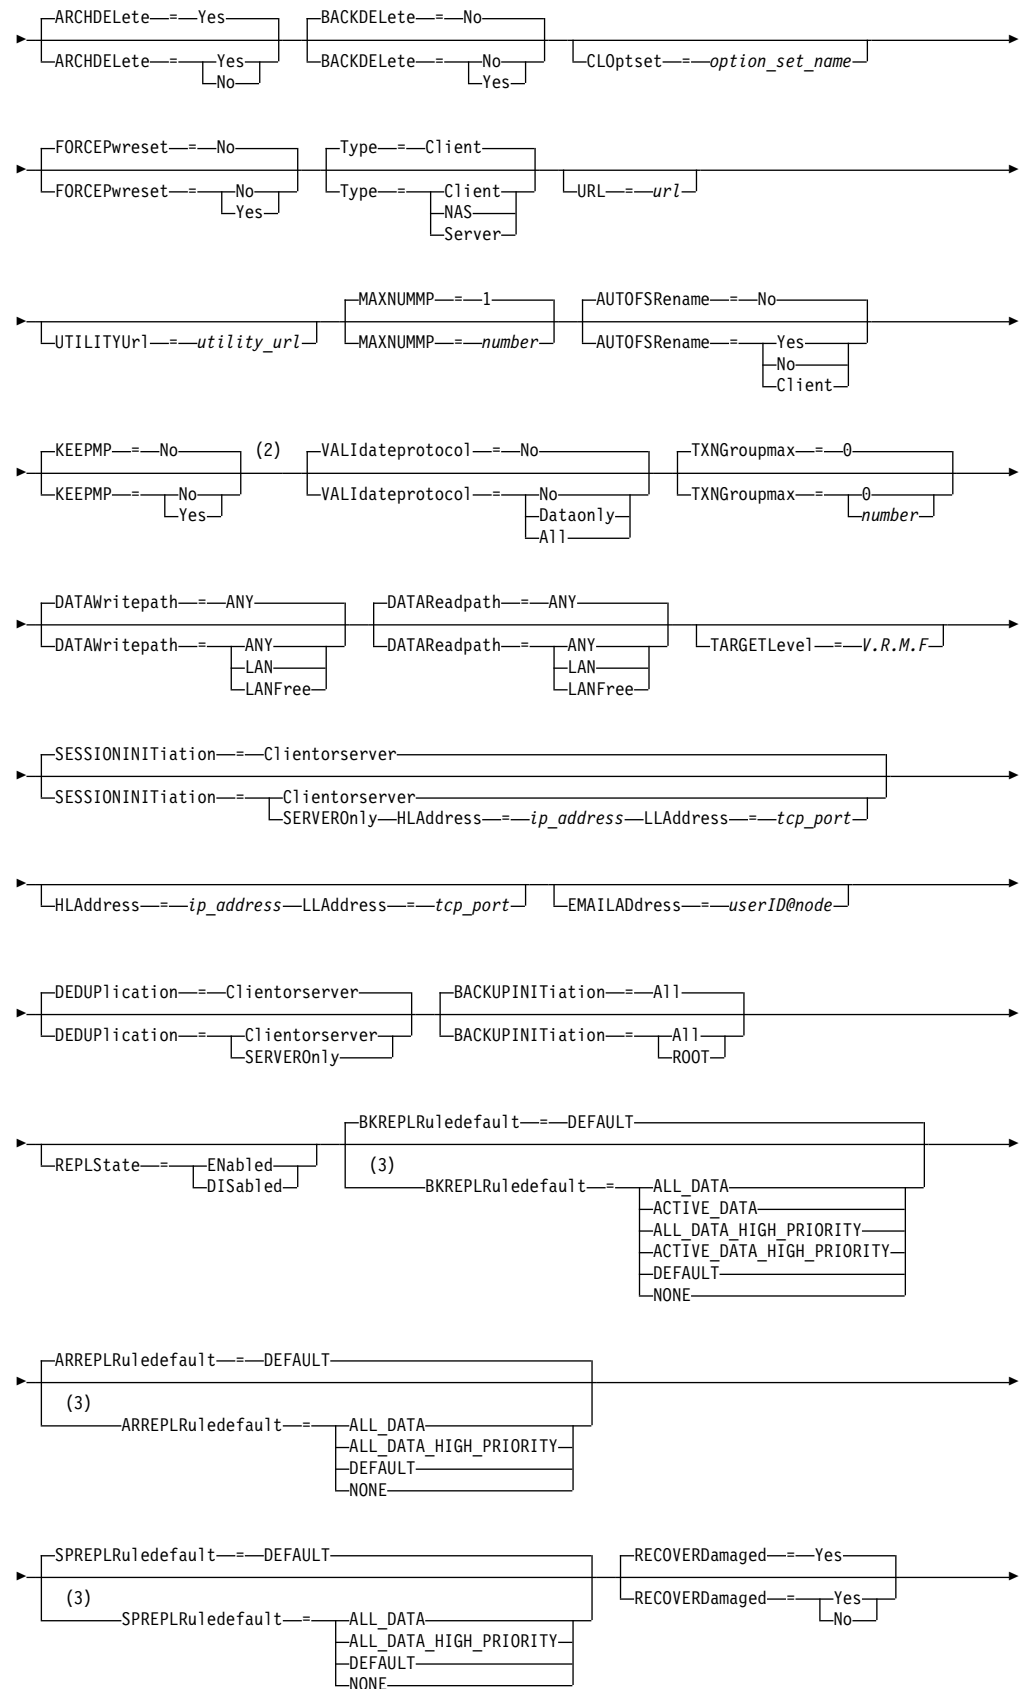 ARCHDELete = Yes BACKDELete = No
ARCHDELete = Yes BACKDELete = No CLOptset = option_set_name
No Yes
FORCEPwreset = No Type = Client
FORCEPwreset = No Type = Client URL = url
Yes NAS
Server
MAXNUMMP = 1 AUTOFSRename = No
UTILITYUrl = utility_url MAXNUMMP = number AUTOFSRename = Yes
No
Client
KEEPMP = No (2) VALIdateprotocol = No TXNGroupmax = 0
KEEPMP = No VALIdateprotocol = No TXNGroupmax = 0
Yes Dataonly number
All
DATAWritepath = ANY DATAReadpath = ANY
DATAWritepath = ANY DATAReadpath = ANY TARGETLevel = V.R.M.F
LAN LAN
LANFree LANFree
SESSIONINITiation = Clientorserver
SESSIONINITiation = Clientorserver
SERVEROnly HLAddress = ip_address LLAddress = tcp_port
HLAddress = ip_address LLAddress = tcp_port EMAILADdress = userID@node
DEDUPlication = Clientorserver BACKUPINITiation = All
DEDUPlication = Clientorserver BACKUPINITiation = All
SERVEROnly ROOT
BKREPLRuledefault = DEFAULT
REPLState = ENabled (3)
DISabled BKREPLRuledefault = ALL_DATA
ACTIVE_DATA
ALL_DATA_HIGH_PRIORITY
ACTIVE_DATA_HIGH_PRIORITY
DEFAULT
NONE
ARREPLRuledefault = DEFAULT
(3)
ARREPLRuledefault = ALL_DATA
ALL_DATA_HIGH_PRIORITY
DEFAULT
NONE
SPREPLRuledefault = DEFAULT RECOVERDamaged = Yes
(3) RECOVERDamaged = Yes
SPREPLRuledefault = ALL_DATA No
ALL_DATA_HIGH_PRIORITY
DEFAULT
NONE